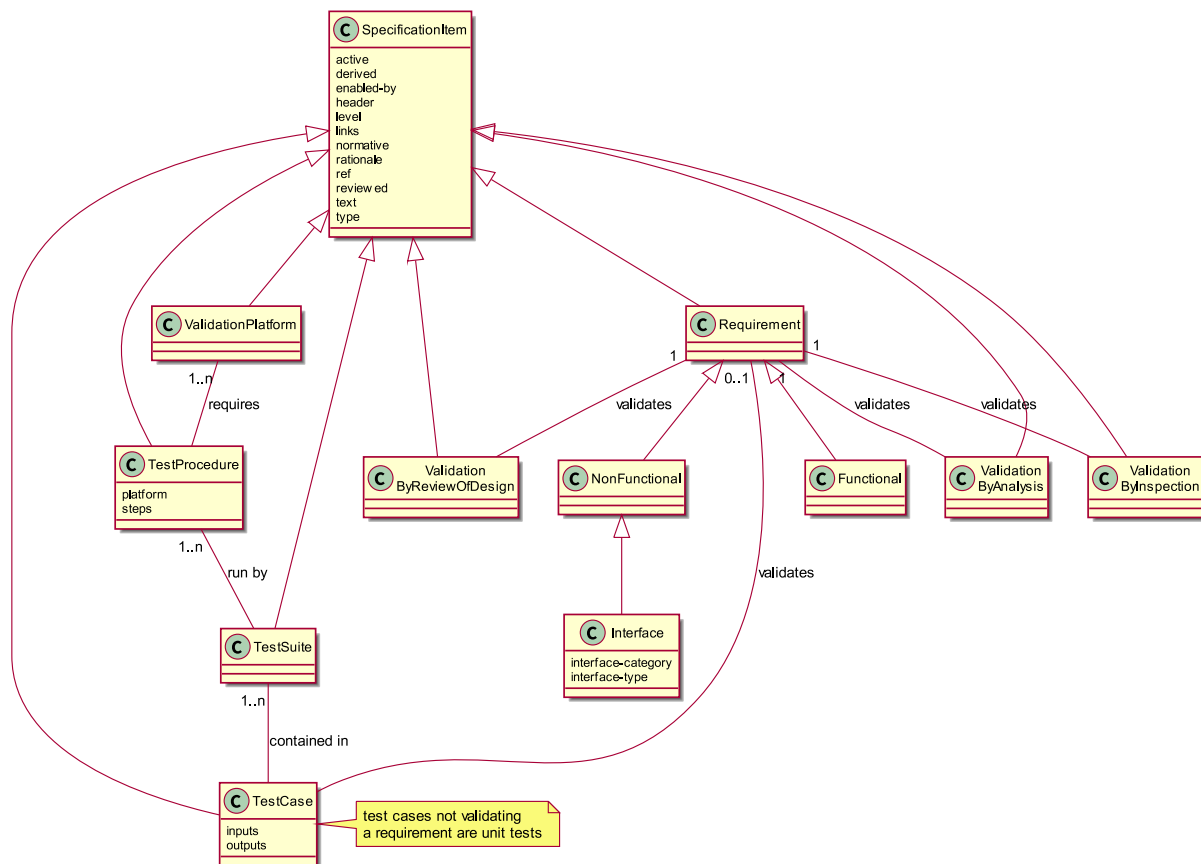 C SpecificationItem
active
derived
enabled-by
header
level
links
normative
rationale
ref
reviewed
text
type
C ValidationPlatform
C Requirement
1..n
requires
1
validates
0..1
1
validates
1
validates
C TestProcedure
platform
steps
C Validation
ByReviewOfDesign
C NonFunctional
C Functional
C Validation
ByAnalysis
C Validation
ByInspection
1..n
run by
validates
C TestSuite
C Interface
interface-category
interface-type
1..n
contained in
C TestCase
inputs
outputs
test cases not validating
a requirement are unit tests